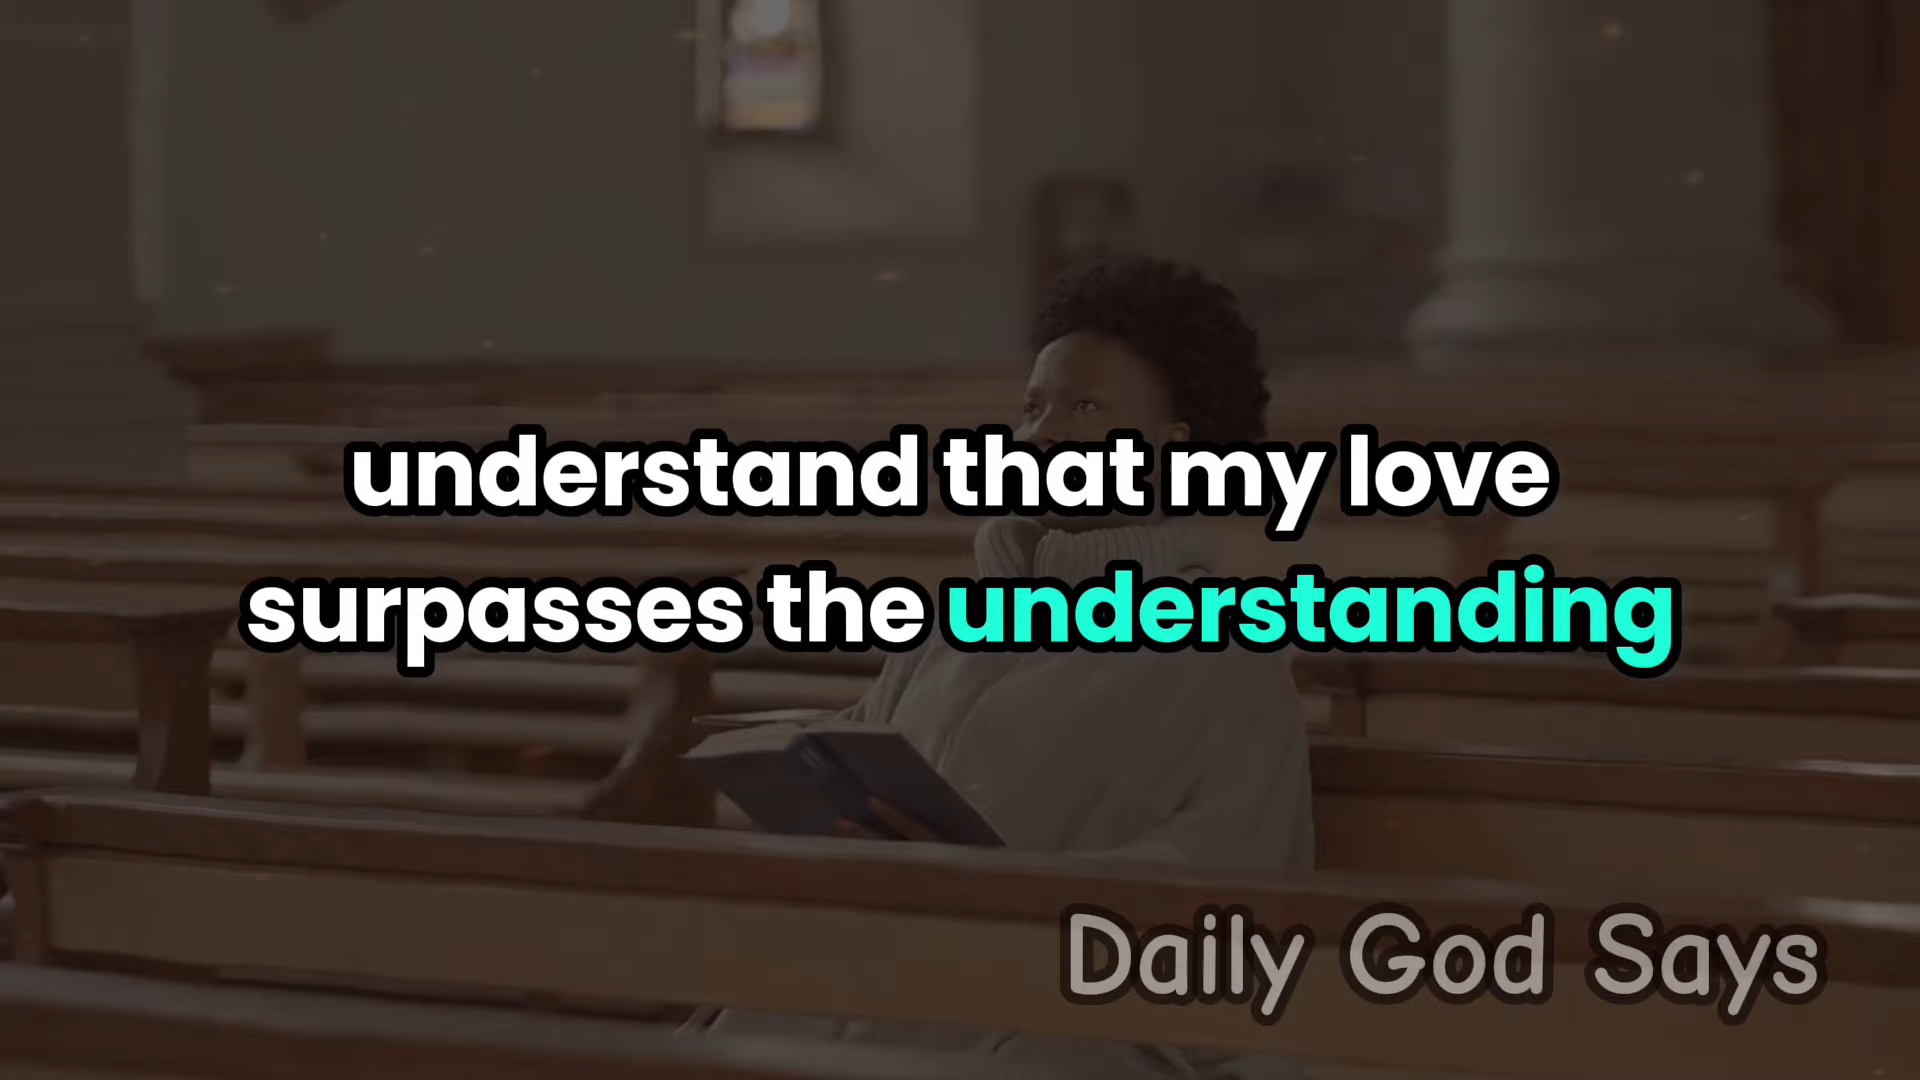 understand that my love
surpasses the understanding
Daily God Says